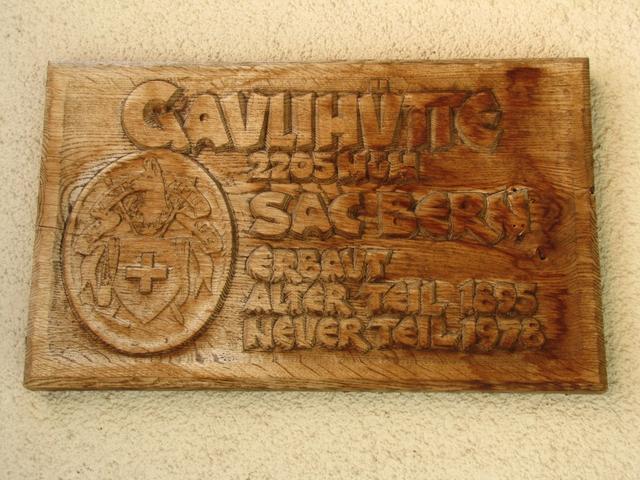 GAVLIHÜTTE
2205 M Ü M
SAC BERN
ERBAUT
ALTER TEIL 1895
NEUER TEIL 1978